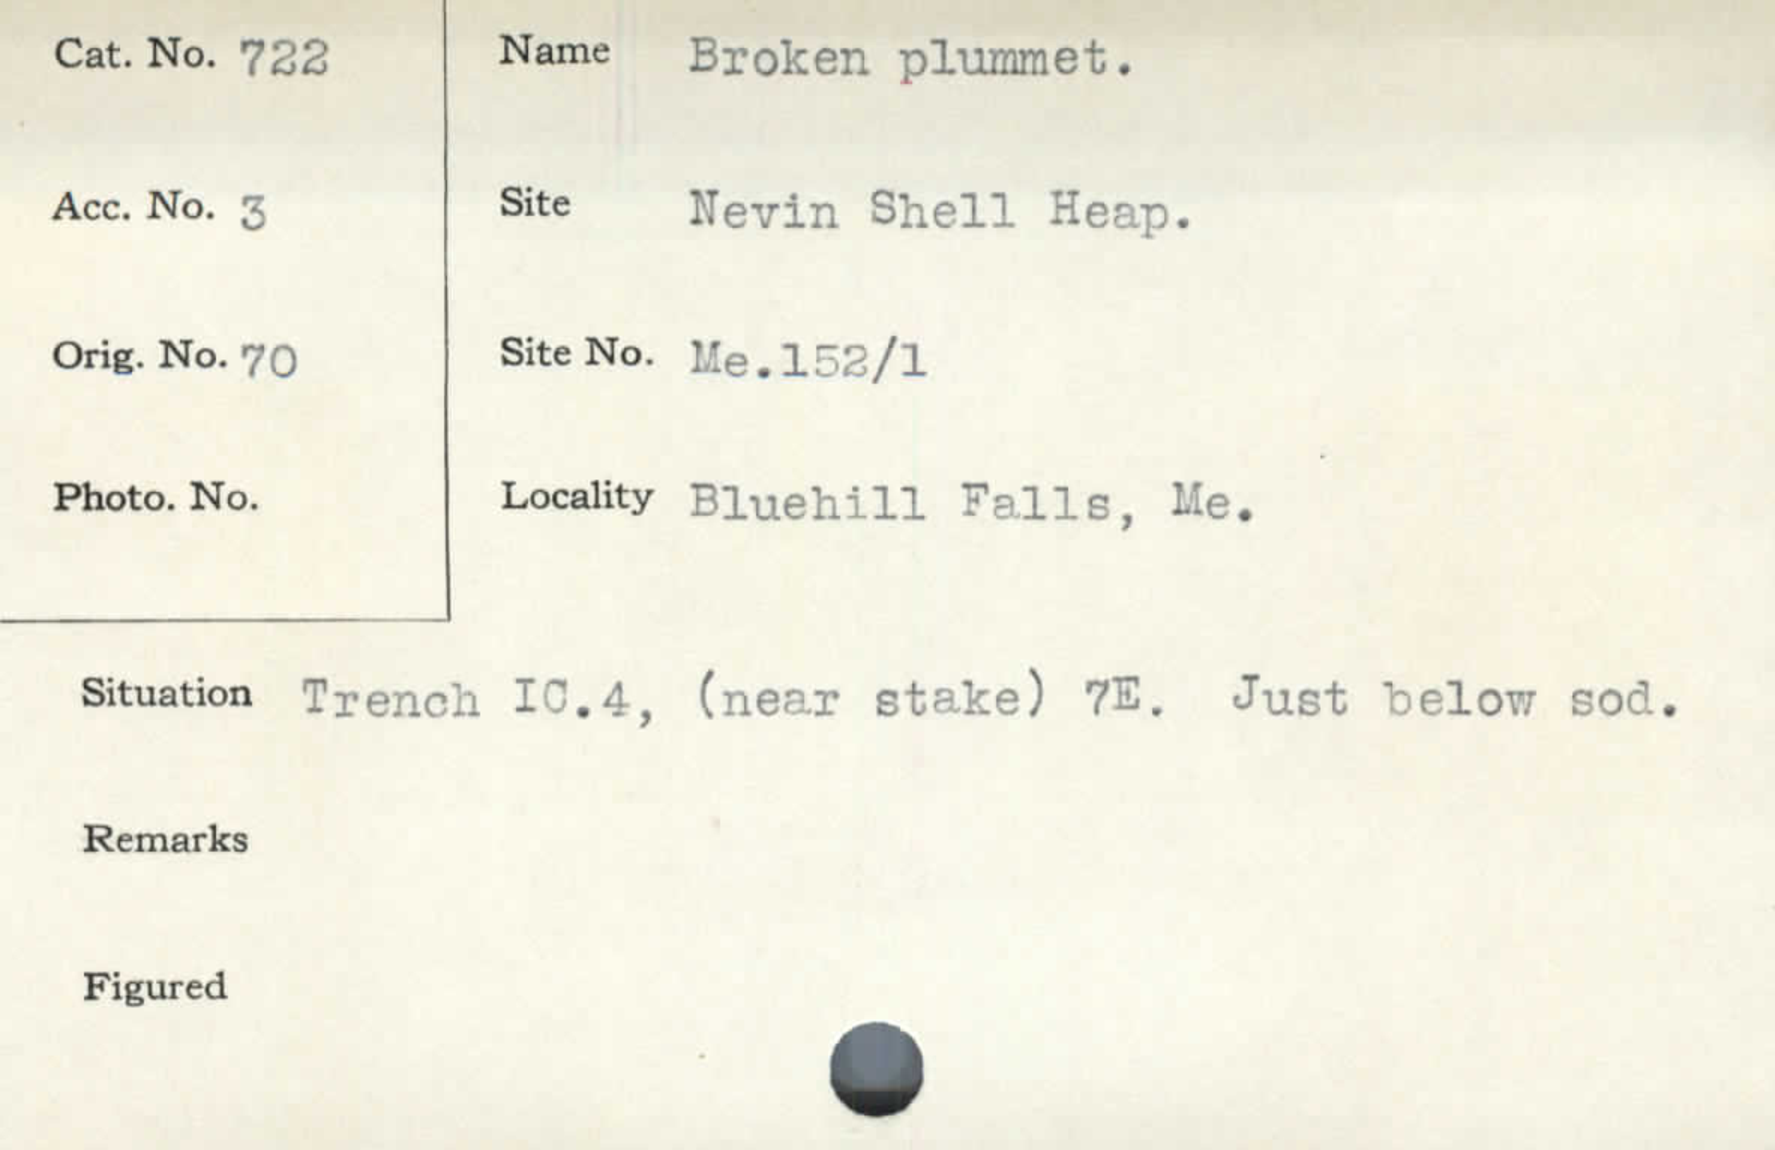 Cat. No. 722
Name Broken plummet.
Acc. No. 3
Site Nevin Shell Heap.
Orig. No. 70
Site No. Me.152/1
Photo. No.
Locality Bluehill Falls, Me.
Situation Trench IC.4, (near stake) 7E. Just below sod.
Remarks
Figured